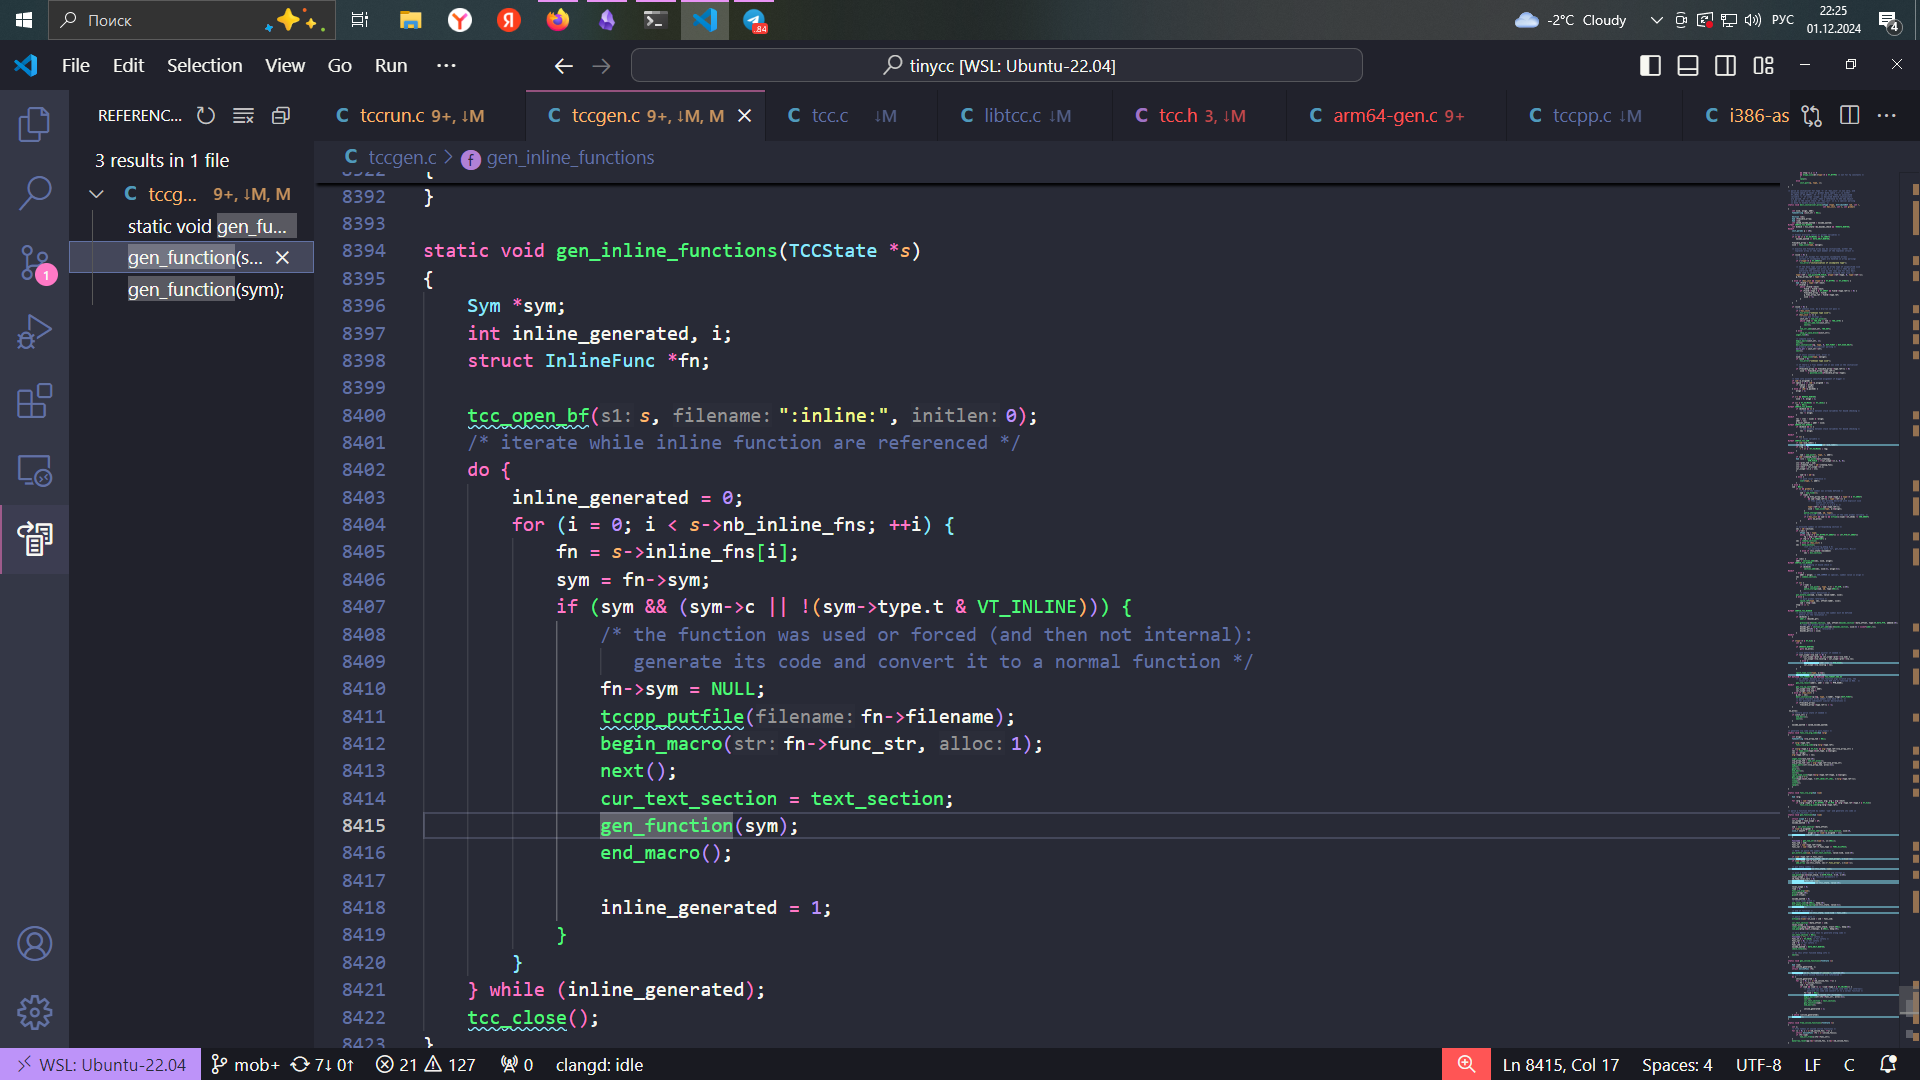 Поиск
84
-2°C Cloudy
РУС
22:25
01.12.2024
4
File Edit Selection View Go Run ···
tinycc [WSL: Ubuntu-22.04]
REFERENC...
tccrun.c 9+, ↓M
tccgen.c 9+, ↓M, M
tcc.c ↓M
libtcc.c ↓M
tcc.h 3, ↓M
arm64-gen.c 9+
tccpp.c ↓M
i386-as
3 results in 1 file
C tccg... 9+, ↓M, M
static void gen_fu...
gen_function(s...
gen_function(sym);
1
C tccgen.c > f gen_inline_functions
8392 }
8393
8394 static void gen_inline_functions(TCCState *s)
8395 {
8396 Sym *sym;
8397 int inline_generated, i;
8398 struct InlineFunc *fn;
8399
8400 tcc_open_bf(s1: s, filename: ":inline:", initlen: 0);
8401 /* iterate while inline function are referenced */
8402 do {
8403 inline_generated = 0;
8404 for (i = 0; i < s->nb_inline_fns; ++i) {
8405 fn = s->inline_fns[i];
8406 sym = fn->sym;
8407 if (sym && (sym->c || !(sym->type.t & VT_INLINE))) {
8408 /* the function was used or forced (and then not internal):
8409 generate its code and convert it to a normal function */
8410 fn->sym = NULL;
8411 tccpp_putfile(filename: fn->filename);
8412 begin_macro(str: fn->func_str, alloc: 1);
8413 next();
8414 cur_text_section = text_section;
8415 gen_function(sym);
8416 end_macro();
8417
8418 inline_generated = 1;
8419 }
8420 }
8421 } while (inline_generated);
8422 tcc_close();
8423 }
WSL: Ubuntu-22.04 mob+ 7↓ 0↑ 21 127 0 clangd: idle
Ln 8415, Col 17 Spaces: 4 UTF-8 LF C